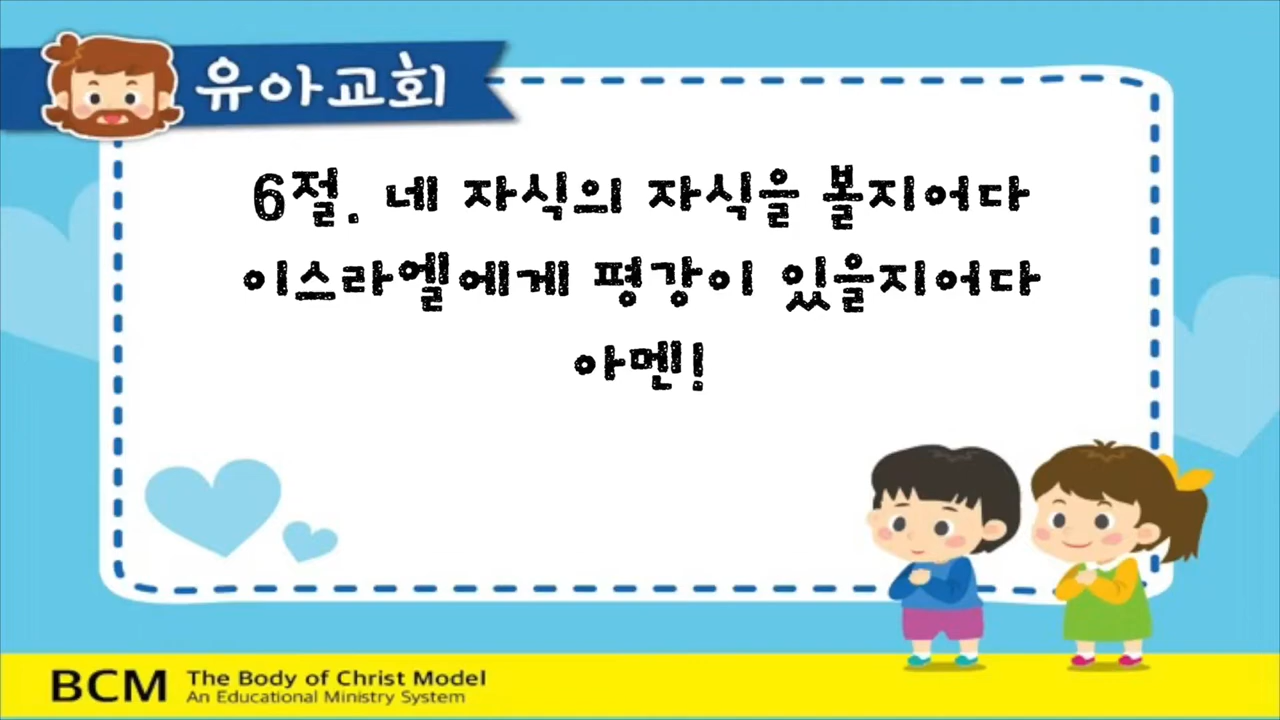 유아교회
6절. 네 자식의 자식을 볼지어다
이스라엘에게 평강이 있을지어다
아멘!
BCM The Body of Christ Model
An Educational Ministry System